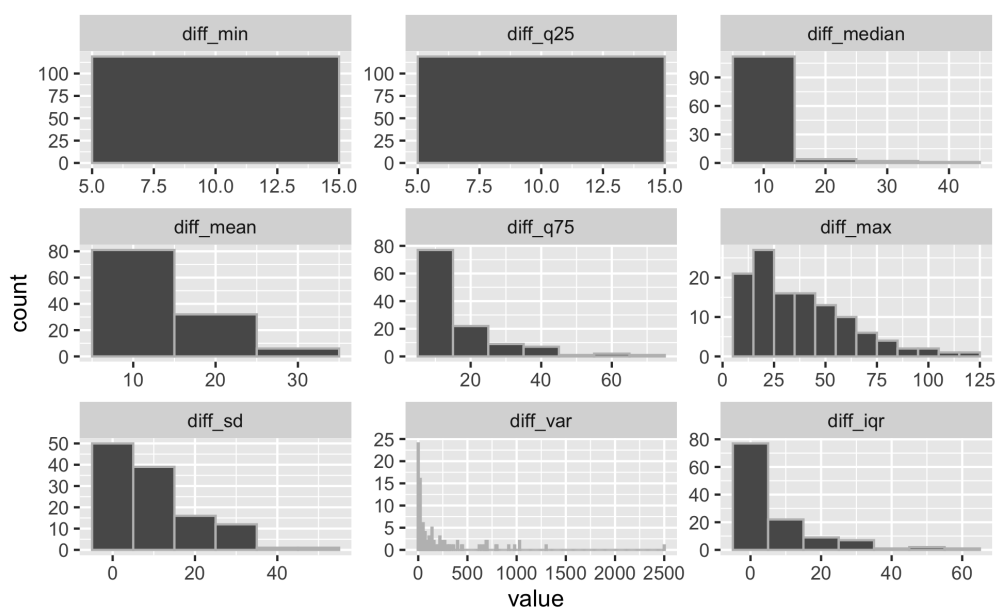 diff_min diff_q25 diff_median
100 75 50 25 0
5.0 7.5 10.0 12.5 15.0
100 75 50 25 0
5.0 7.5 10.0 12.5 15.0
90 60 30 0
10 20 30 40
diff_mean diff_q75 diff_max
80 60 40 20 0
10 20 30
80 60 40 20 0
20 40 60
20 10 0
0 25 50 75 100 125
diff_sd diff_var diff_iqr
50 40 30 20 10 0
0 20 40
25 20 15 10 5 0
0 500 1000 1500 2000 2500
80 60 40 20 0
0 20 40 60
count
value